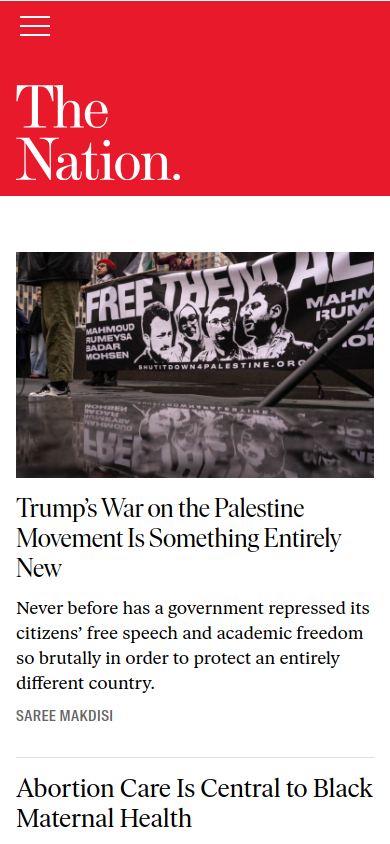 The
Nation.
FREE THEM AL
MAHMOUD
RUMEYSA
BADAR
MOHSEN
MAHM
RUM
SHUTITDOWN4PALESTINE.ORG
Trump’s War on the Palestine
Movement Is Something Entirely
New
Never before has a government repressed its
citizens’ free speech and academic freedom
so brutally in order to protect an entirely
different country.
SAREE MAKDISI
Abortion Care Is Central to Black
Maternal Health